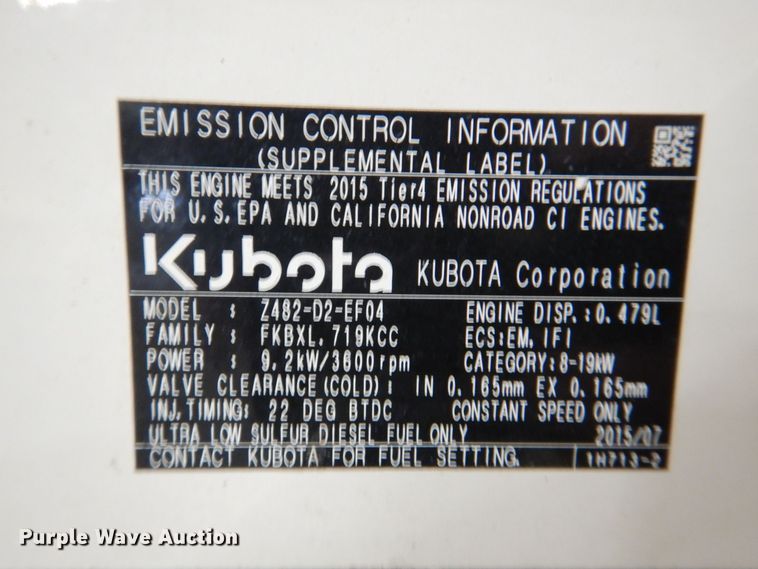 EMISSION CONTROL INFORMATION
(SUPPLEMENTAL LABEL)
THIS ENGINE MEETS 2015 Tier4 EMISSION REGULATIONS
FOR U.S.EPA AND CALIFORNIA NONROAD CI ENGINES.
Kubota KUBOTA Corporation
MODEL : Z482-D2-EF04 ENGINE DISP.: 0.479L
FAMILY : FKBXL.719KCC ECS:EM,IFI
POWER : 9.2kW/3600rpm CATEGORY:8-19kW
VALVE CLEARANCE(COLD): IN 0.165mm EX 0.165mm
INJ.TIMING: 22 DEG BTDC CONSTANT SPEED ONLY
ULTRA LOW SULFUR DIESEL FUEL ONLY 2015/07
CONTACT KUBOTA FOR FUEL SETTING. 1H713-2
Purple Wave Auction